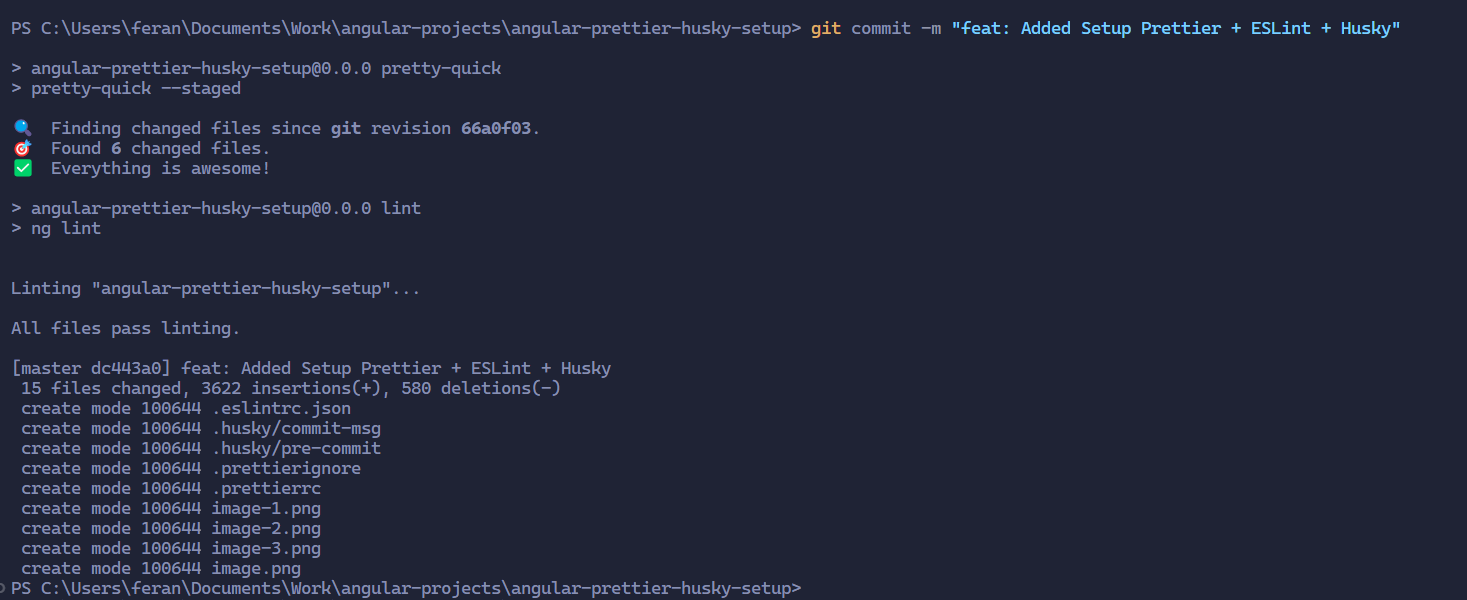 PS C:\Users\feran\Documents\Work\angular-projects\angular-prettier-husky-setup> git commit -m "feat: Added Setup Prettier + ESLint + Husky"
> angular-prettier-husky-setup@0.0.0 pretty-quick
> pretty-quick --staged
Finding changed files since git revision 66a0f03.
Found 6 changed files.
Everything is awesome!
> angular-prettier-husky-setup@0.0.0 lint
> ng lint
Linting "angular-prettier-husky-setup"...
All files pass linting.
[master dc443a0] feat: Added Setup Prettier + ESLint + Husky
15 files changed, 3622 insertions(+), 580 deletions(-)
create mode 100644 .eslintrc.json
create mode 100644 .husky/commit-msg
create mode 100644 .husky/pre-commit
create mode 100644 .prettierignore
create mode 100644 .prettierrc
create mode 100644 image-1.png
create mode 100644 image-2.png
create mode 100644 image-3.png
create mode 100644 image.png
PS C:\Users\feran\Documents\Work\angular-projects\angular-prettier-husky-setup>